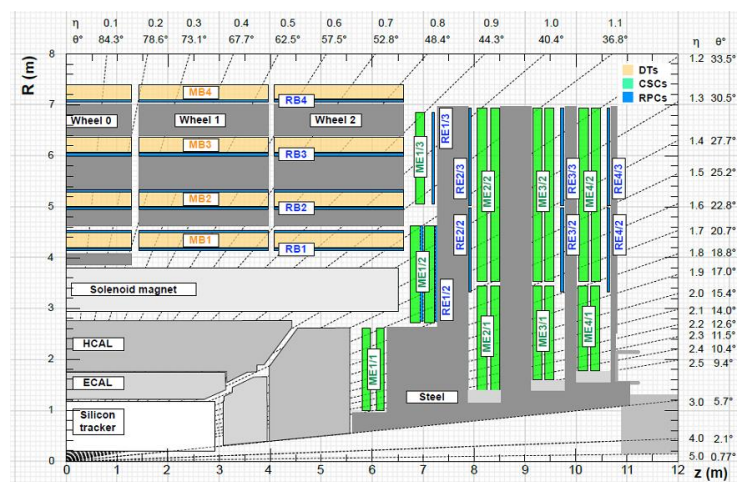 η 0.1 0.2 0.3 0.4 0.5 0.6 0.7 0.8 0.9 1.0 1.1
θ° 84.3° 78.6° 73.1° 67.7° 62.5° 57.5° 52.8° 48.4° 44.3° 40.4° 36.8° η θ°
R (m)
8
7
6
5
4
3
2
1
0
1.2 33.5°
1.3 30.5°
1.4 27.7°
1.5 25.2°
1.6 22.8°
1.7 20.7°
1.8 18.8°
1.9 17.0°
2.0 15.4°
2.1 14.0°
2.2 12.6°
2.3 11.5°
2.4 10.4°
2.5 9.4°
3.0 5.7°
4.0 2.1°
5.0 0.77°
DTs
CSCs
RPCs
MB4
RB4
Wheel 0 Wheel 1 Wheel 2
MB3
RB3
MB2
RB2
MB1
RB1
Solenoid magnet
HCAL
ECAL
Silicon
tracker
Steel
ME1/3
RE1/3
RE2/3
ME2/2
ME3/2
RE3/3
ME4/2
RE4/3
ME1/2
RE1/2
RE2/2
RE3/2
RE4/2
ME1/1
ME2/1
ME3/1
ME4/1
0 1 2 3 4 5 6 7 8 9 10 11 12
z (m)